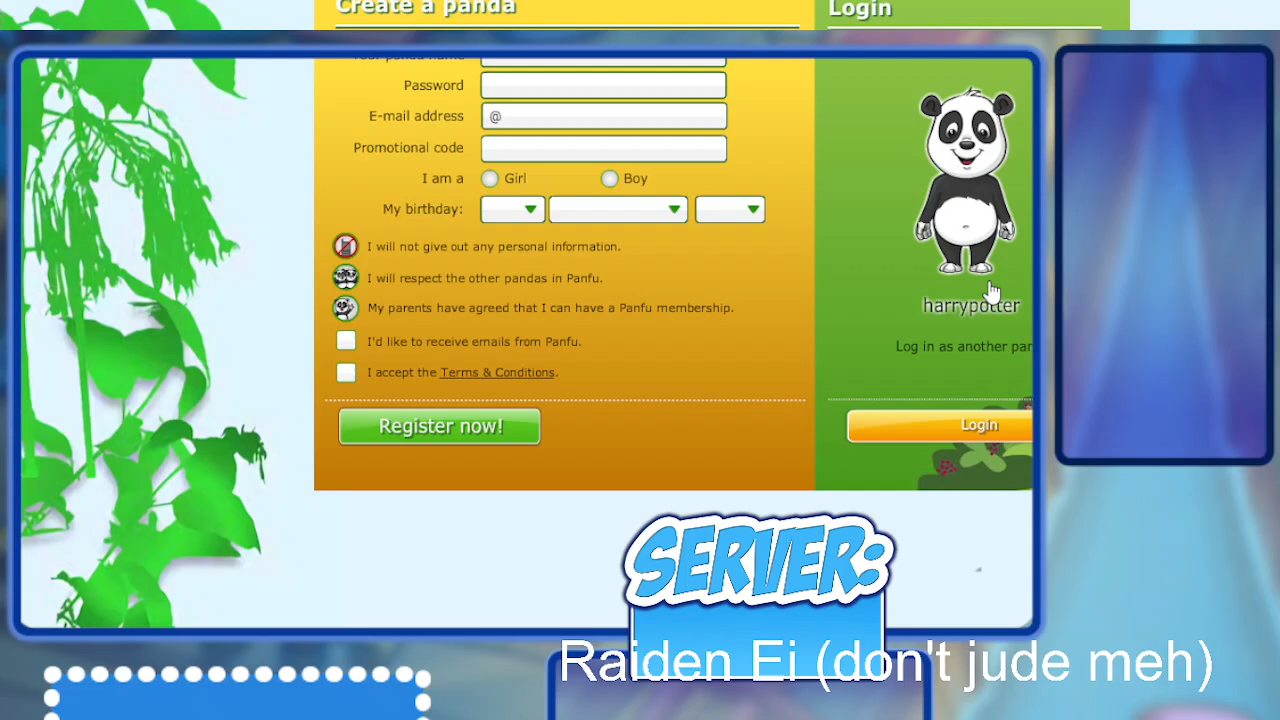 Create a panda
Login
Your panda name
Password
E-mail address @
Promotional code
I am a Girl Boy
My birthday:
I will not give out any personal information.
I will respect the other pandas in Panfu.
My parents have agreed that I can have a Panfu membership.
I'd like to receive emails from Panfu.
I accept the Terms & Conditions.
Register now!
harrypotter
Log in as another par
Login
SERVER:
Raiden Ei (don't jude meh)